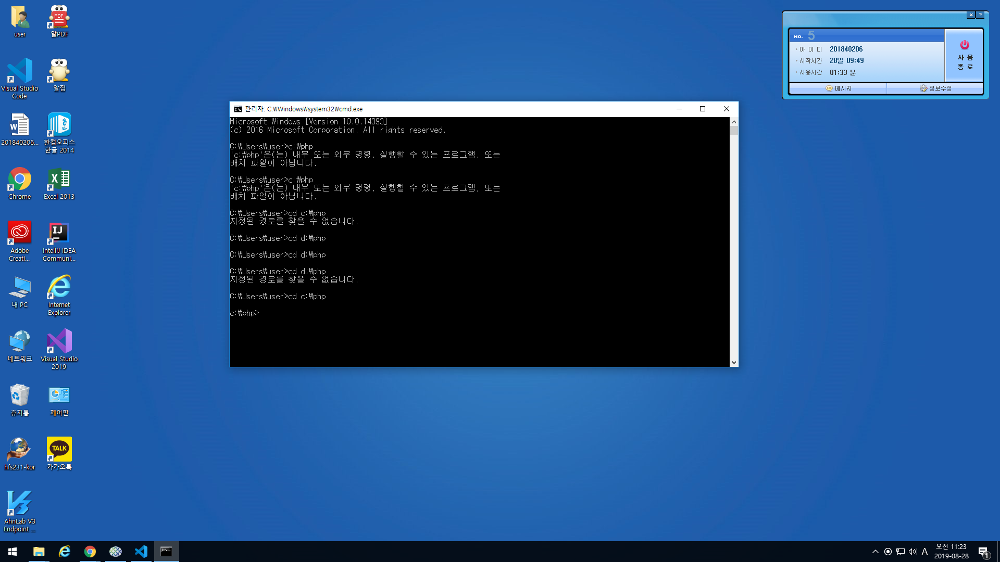 user
알PDF
Visual Studio
Code
알집
201840206...
한컴오피스
한글 2014
Chrome
Excel 2013
Adobe
Creati...
IntelliJ IDEA
Communi...
내 PC
Internet
Explorer
네트워크
Visual Studio
2019
휴지통
제어판
hfs231-kor
카카오톡
AhnLab V3
Endpoint ...
관리자: C:₩Windows₩system32₩cmd.exe
Microsoft Windows [Version 10.0.14393]
(c) 2016 Microsoft Corporation. All rights reserved.
C:₩Users₩user>c:₩php
'c:₩php'은(는) 내부 또는 외부 명령, 실행할 수 있는 프로그램, 또는
배치 파일이 아닙니다.
C:₩Users₩user>c:₩php
'c:₩php'은(는) 내부 또는 외부 명령, 실행할 수 있는 프로그램, 또는
배치 파일이 아닙니다.
C:₩Users₩user>cd c:₩php
지정된 경로를 찾을 수 없습니다.
C:₩Users₩user>cd d:₩php
C:₩Users₩user>cd d:₩php
C:₩Users₩user>cd d;₩php
지정된 경로를 찾을 수 없습니다.
C:₩Users₩user>cd c:₩php
c:₩php>
NO. 5
아 이 디 201840206
시작시간 28일 09:49
사용시간 01:33 분
사 용
종 료
메시지
정보수정
PDF
W
X
IJ
TALK
V3
A
오전 11:23
2019-08-28
1